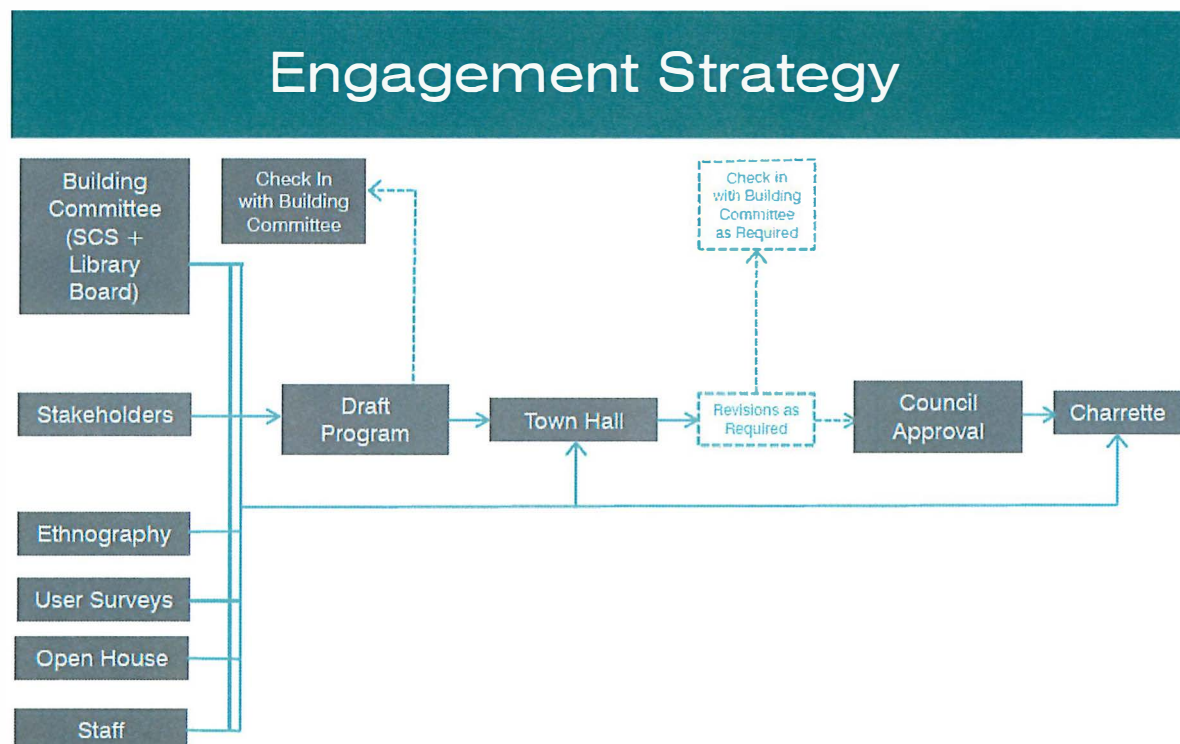 Engagement Strategy
Building
Committee
(SCS +
Library
Board)
Check In
with Building
Committee
Check in
with Building
Committee
as Required
Stakeholders
Draft
Program
Town Hall
Revisions as
Required
Council
Approval
Charrette
Ethnography
User Surveys
Open House
Staff